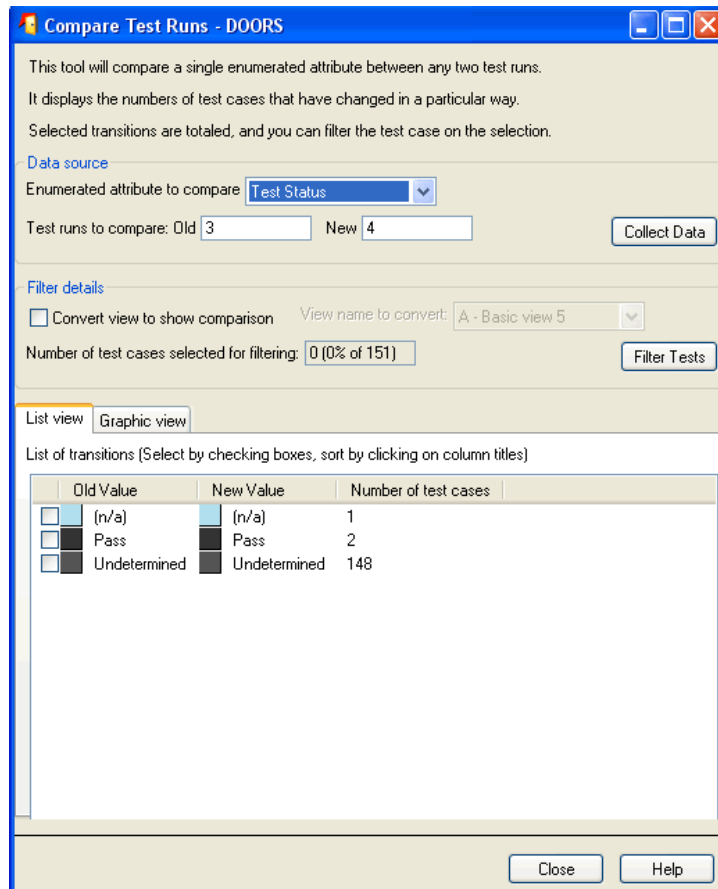 Compare Test Runs - DOORS
This tool will compare a single enumerated attribute between any two test runs.
It displays the numbers of test cases that have changed in a particular way.
Selected transitions are totaled, and you can filter the test case on the selection.
Data source
Enumerated attribute to compare Test Status
Test runs to compare: Old 3 New 4 Collect Data
Filter details
Convert view to show comparison View name to convert: A - Basic view 5
Number of test cases selected for filtering: 0 (0% of 151) Filter Tests
List view Graphic view
List of transitions (Select by checking boxes, sort by clicking on column titles)
Old Value New Value Number of test cases
(n/a) (n/a) 1
Pass Pass 2
Undetermined Undetermined 148
Close Help